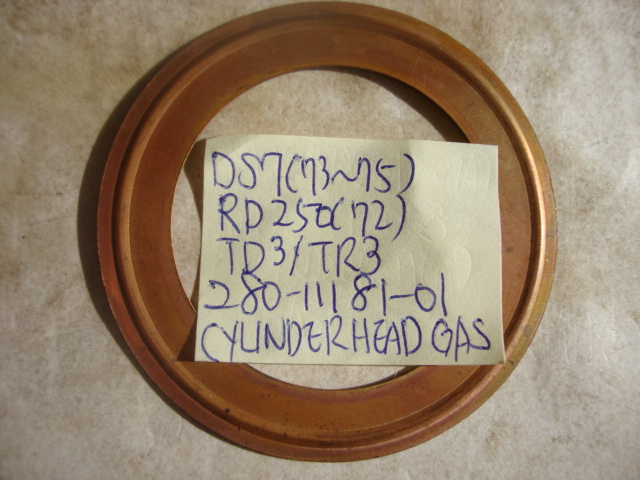 DS7(73~75)
RD250('72)
TD3/TR3
280-11181-01
CYLINDERHEAD GAS